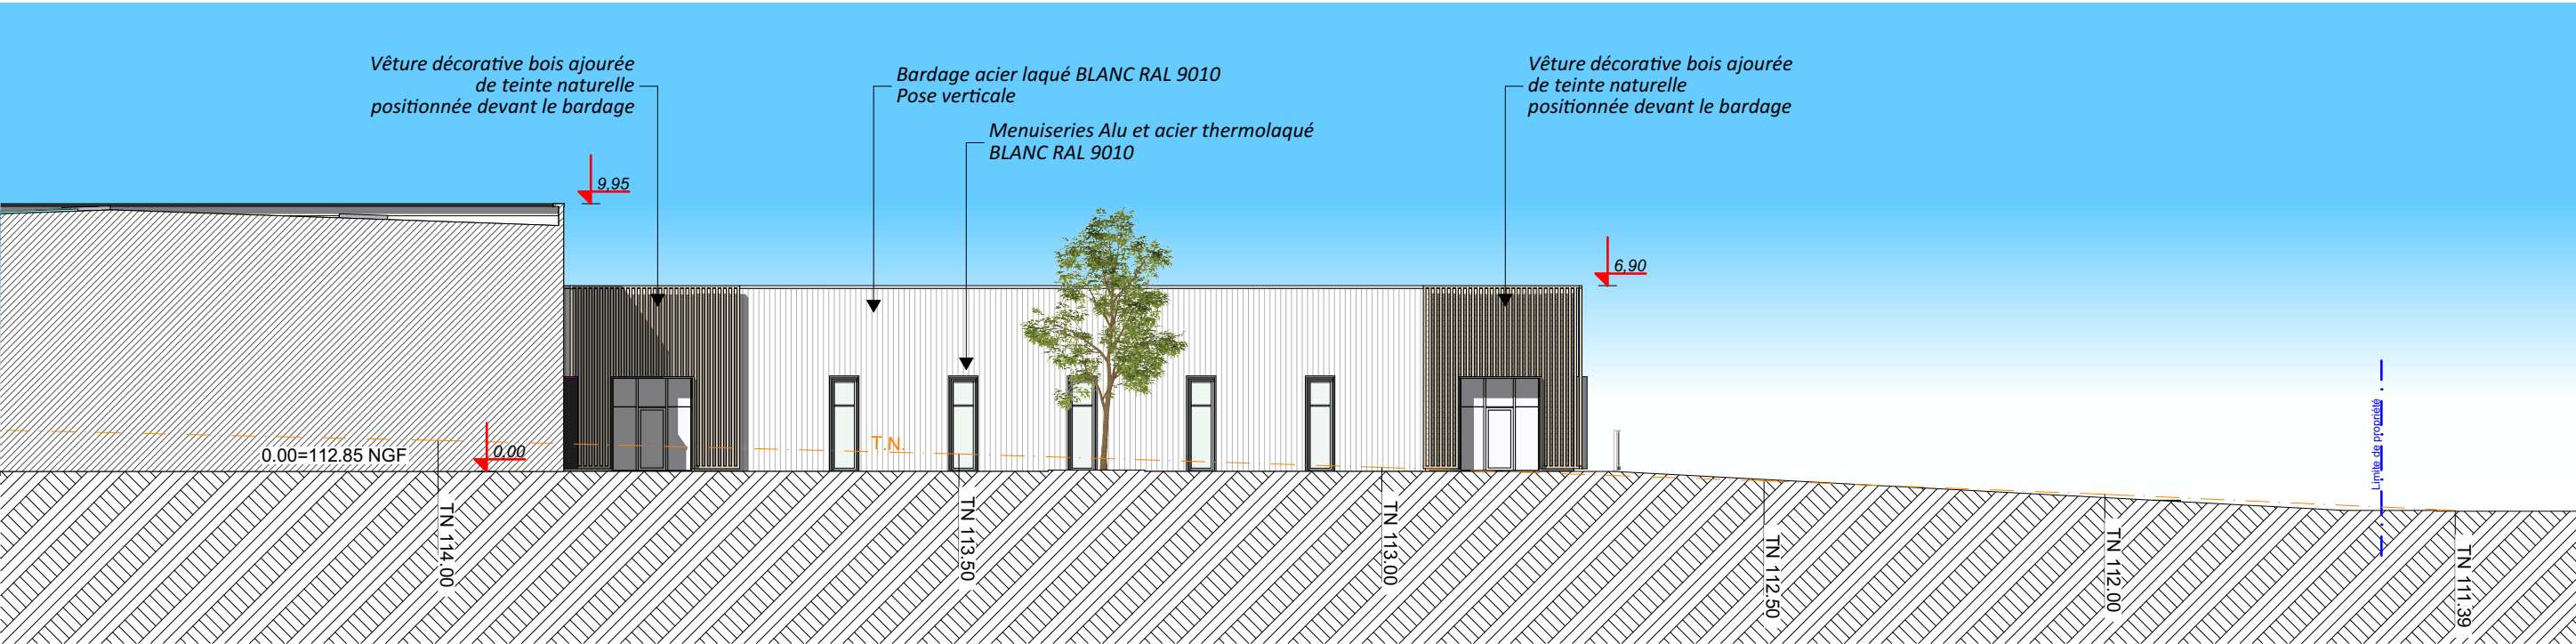 Vêture décorative bois ajourée
de teinte naturelle
positionnée devant le bardage
Bardage acier laqué BLANC RAL 9010
Pose verticale
Menuiseries Alu et acier thermolaqué
BLANC RAL 9010
Vêture décorative bois ajourée
de teinte naturelle
positionnée devant le bardage
9,95
6,90
0,00
0.00=112.85 NGF
T.N.
Limite de propriété
TN 114.00
TN 113.50
TN 113.00
TN 112.50
TN 112.00
TN 111.39